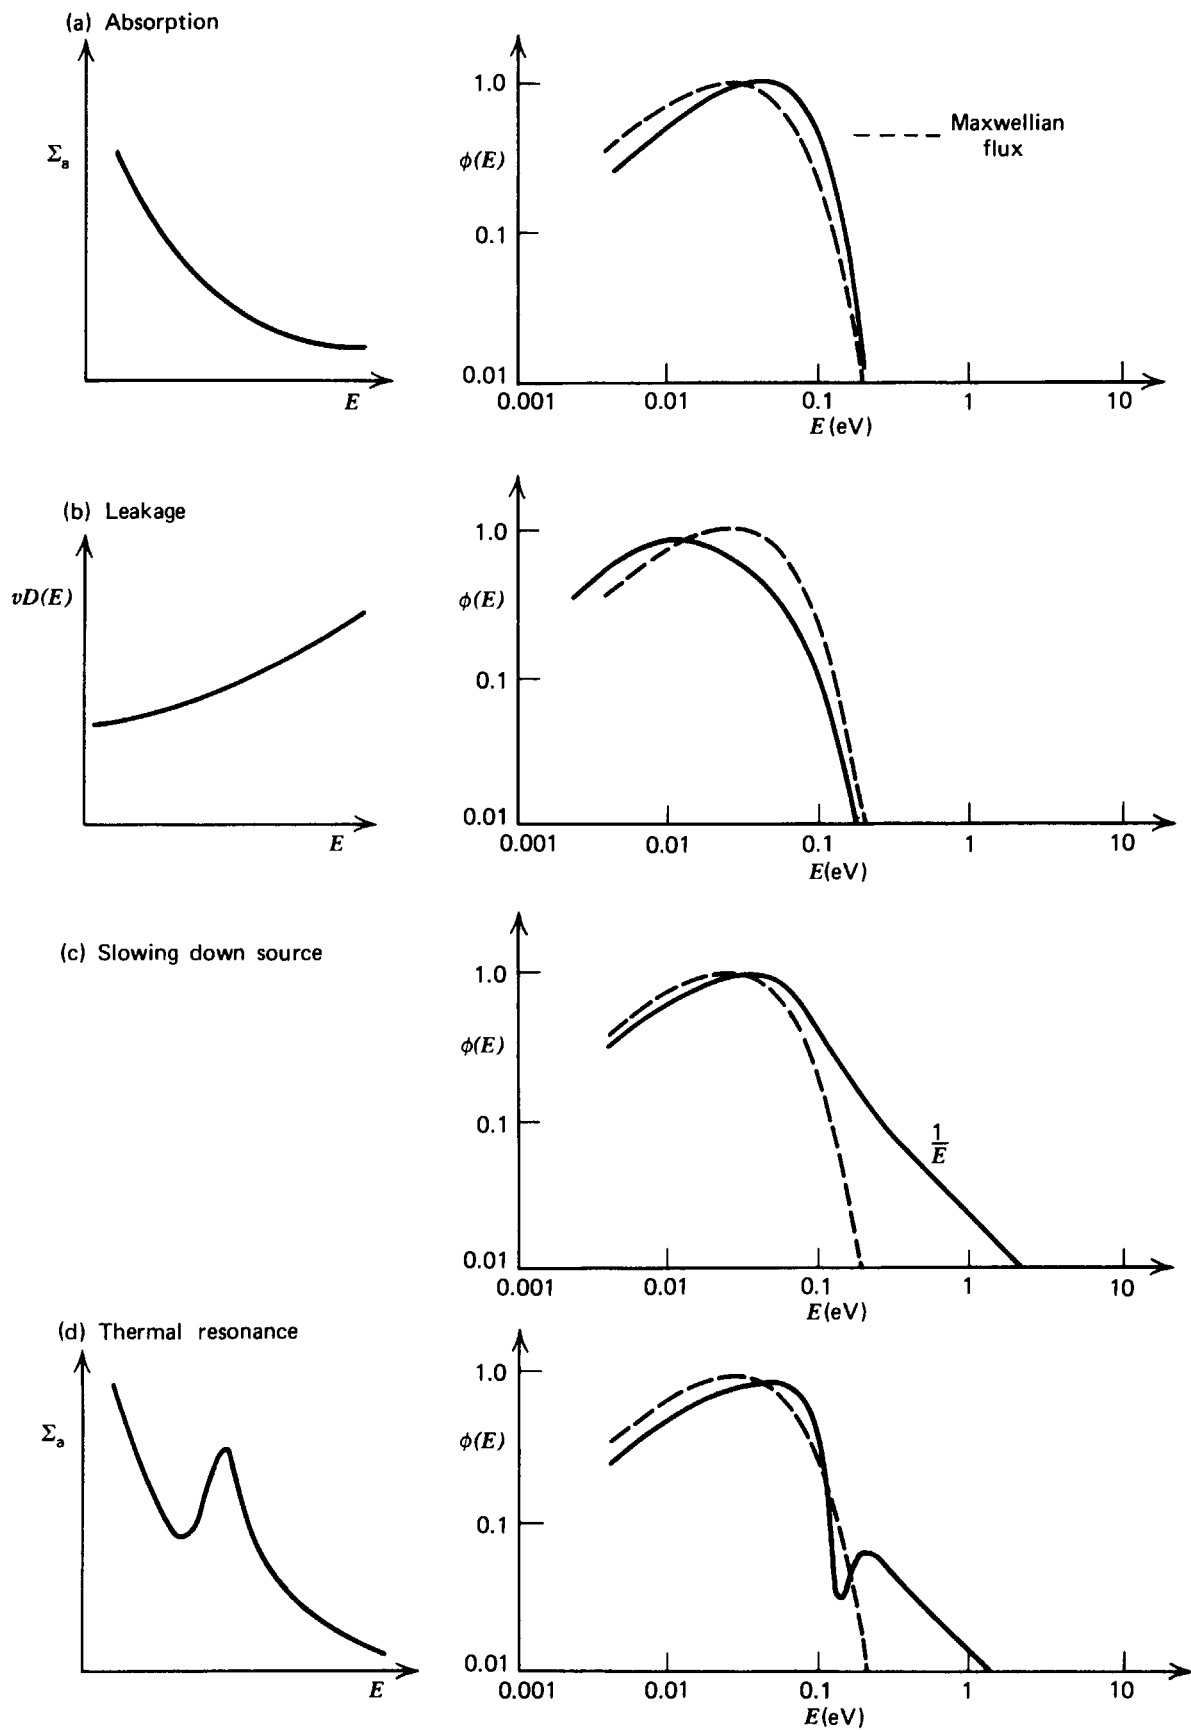 (a) Absorption
Σₐ
E
1.0
ϕ(E)
0.1
0.01
0.001 0.01 0.1 1 10
E (eV)
Maxwellian
flux
(b) Leakage
vD(E)
E
1.0
ϕ(E)
0.1
0.01
0.001 0.01 0.1 1 10
E(eV)
(c) Slowing down source
1.0
ϕ(E)
0.1
1
E
0.01
0.001 0.01 0.1 1 10
E(eV)
(d) Thermal resonance
Σₐ
E
1.0
ϕ(E)
0.1
0.01
0.001 0.01 0.1 1 10
E(eV)